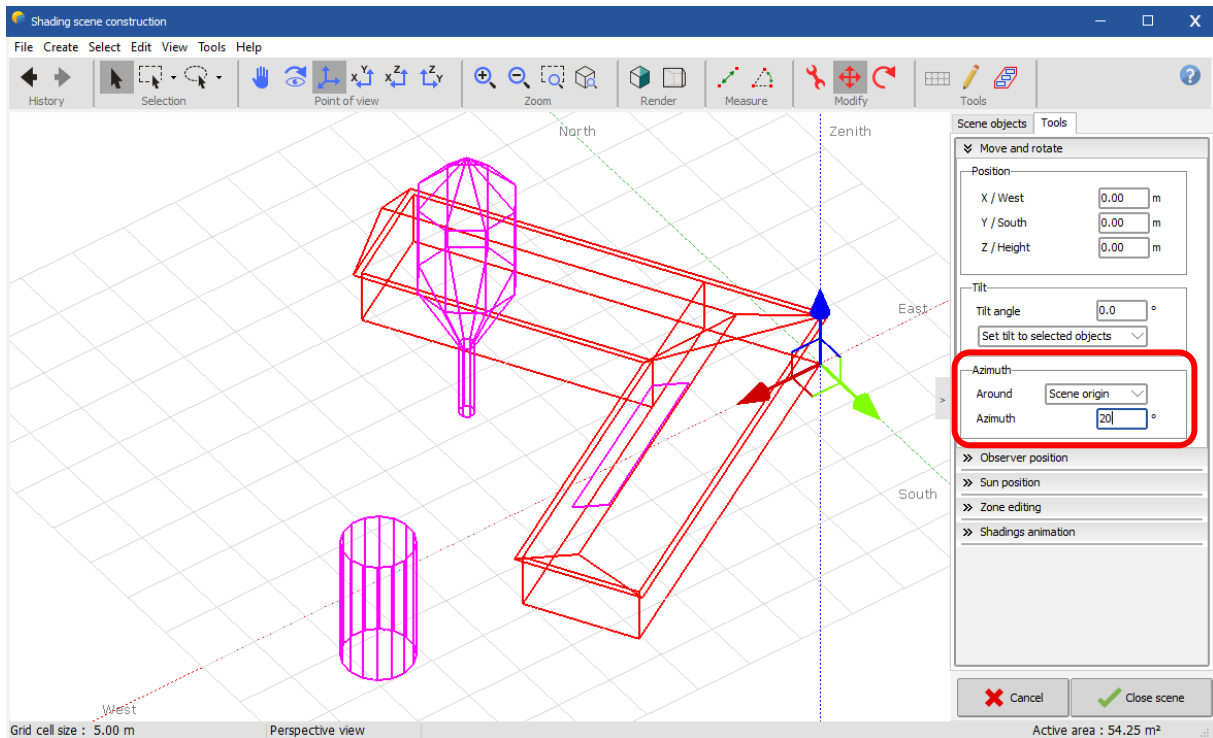 Shading scene construction
File Create Select Edit View Tools Help
History Selection Point of view Zoom Render Measure Modify Tools
North
Zenith
East
South
West
Scene objects Tools
Move and rotate
Position
X / West 0.00 m
Y / South 0.00 m
Z / Height 0.00 m
Tilt
Tilt angle 0.0 °
Set tilt to selected objects
Azimuth
Around Scene origin
Azimuth 20 °
Observer position
Sun position
Zone editing
Shadings animation
Cancel Close scene
Grid cell size : 5.00 m Perspective view Active area : 54.25 m²